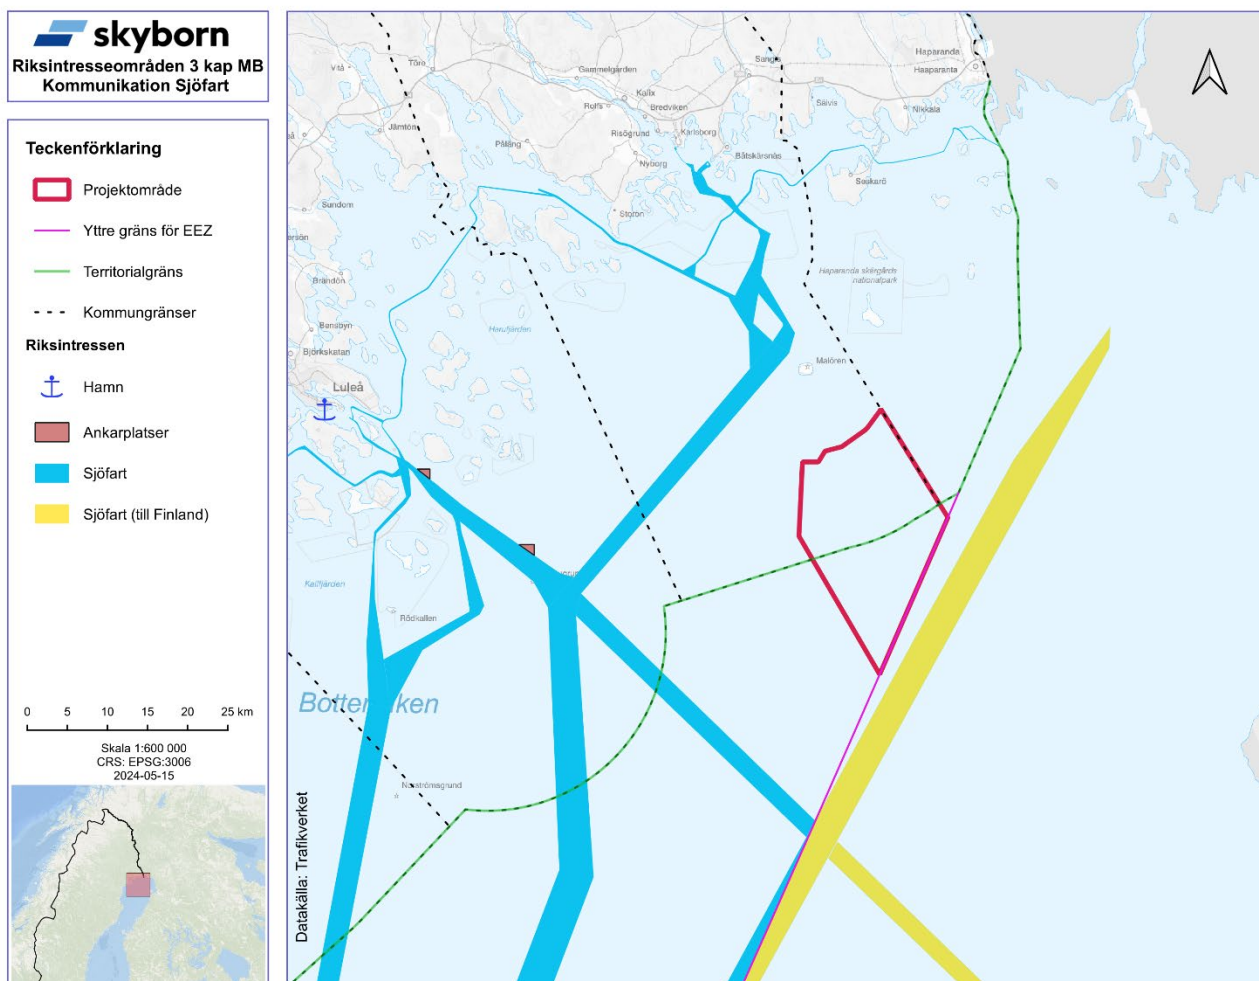 skyborn
Riksintresseområden 3 kap MB
Kommunikation Sjöfart
Teckenförklaring
Projektområde
Yttre gräns för EEZ
Territorialgräns
Kommungränser
Riksintressen
Hamn
Ankarplatser
Sjöfart
Sjöfart (till Finland)
0 5 10 15 20 25 km
Skala 1:600 000
CRS: EPSG:3006
2024-05-15
Datakälla: Trafikverket
Vitå
Töre
Gammelgården
Kalix
Rolfs
Bredviken
Sangis
Haparanda
Haaparanta
Seivis
Nikkala
Jämtön
Påläng
Risögrund
Karlsborg
Nyborg
Båtskärsnäs
Seskarö
Storön
Sundom
Brändön
Haparanda skärgårds
nationalpark
Bensbyn
Björkskatan
Malören
Luleå
Rödkallen
Bottenviken